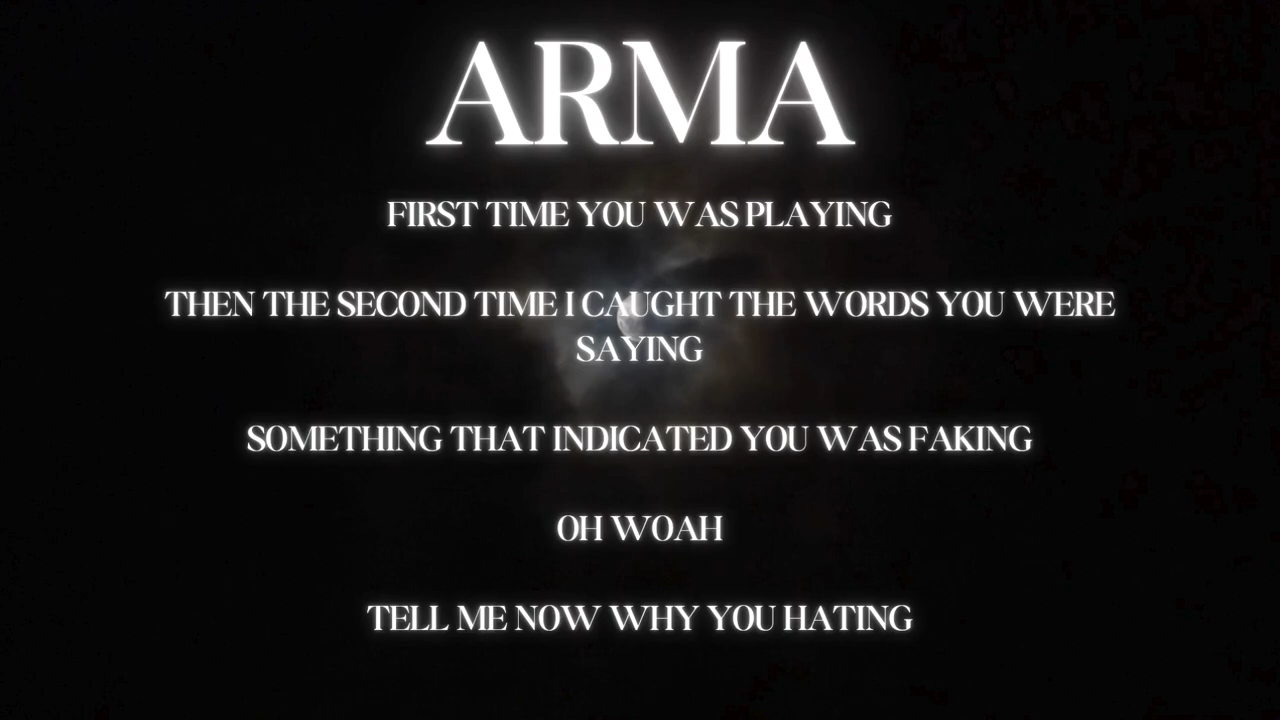 ARMA
FIRST TIME YOU WAS PLAYING
THEN THE SECOND TIME I CAUGHT THE WORDS YOU WERE
SAYING
SOMETHING THAT INDICATED YOU WAS FAKING
OH WOAH
TELL ME NOW WHY YOU HATING